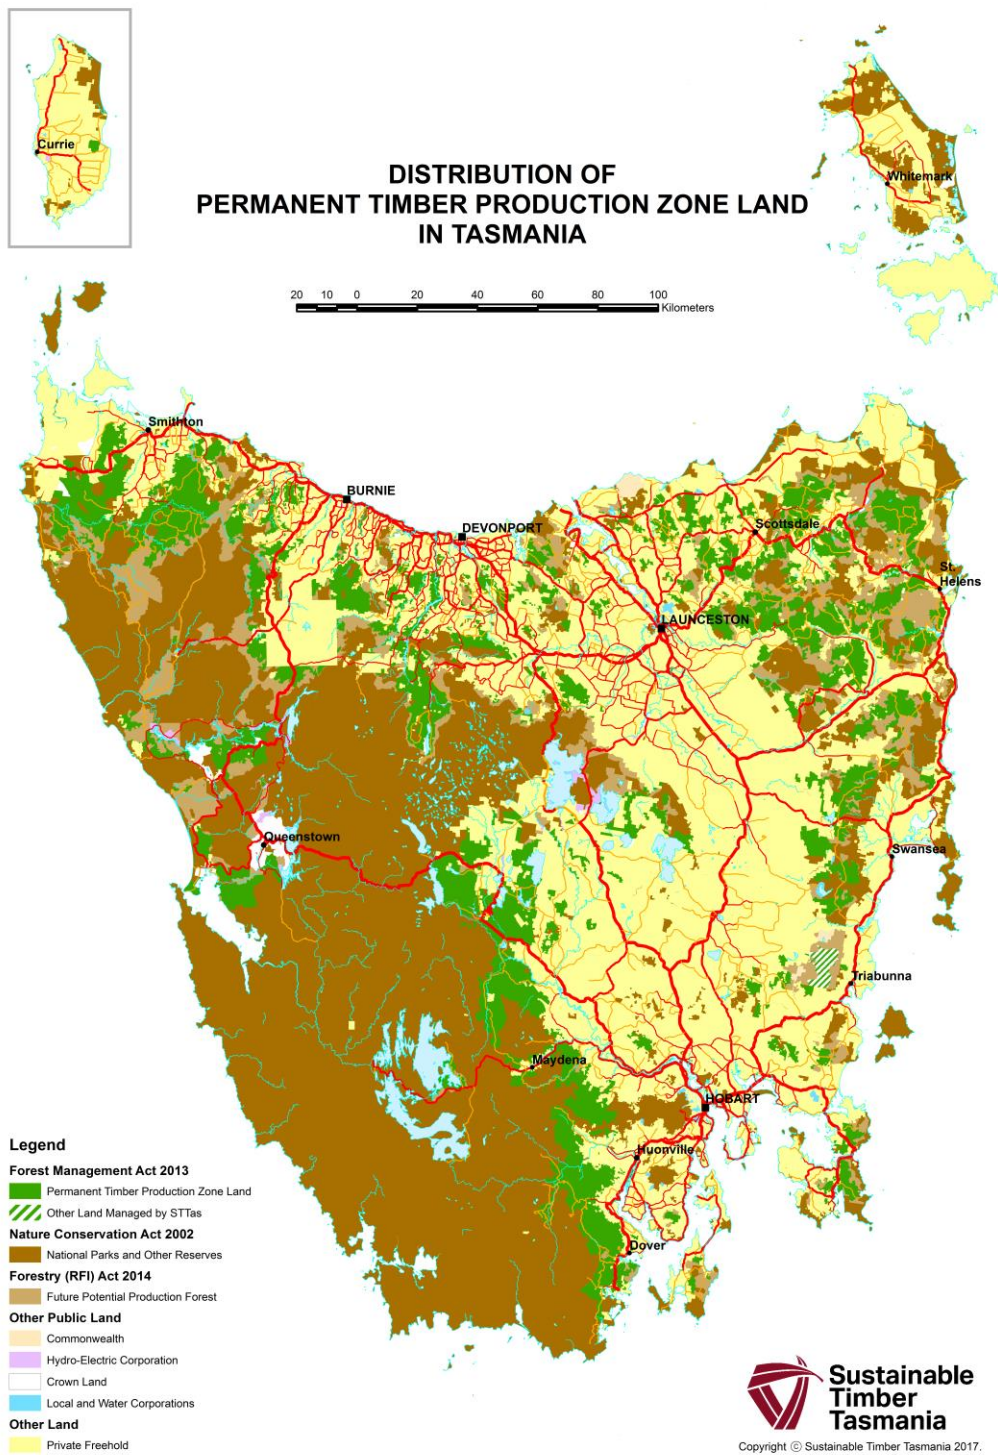 Currie
Whitemark
DISTRIBUTION OF
PERMANENT TIMBER PRODUCTION ZONE LAND
IN TASMANIA
20 10 0 20 40 60 80 100
Kilometers
Smithton
BURNIE
DEVONPORT
Scottsdale
St.
Helens
LAUNCESTON
Queenstown
Swansea
Triabunna
Maydena
HOBART
Huonville
Dover
Legend
Forest Management Act 2013
Permanent Timber Production Zone Land
Other Land Managed by STTas
Nature Conservation Act 2002
National Parks and Other Reserves
Forestry (RFI) Act 2014
Future Potential Production Forest
Other Public Land
Commonwealth
Hydro-Electric Corporation
Crown Land
Local and Water Corporations
Other Land
Private Freehold
Sustainable
Timber
Tasmania
Copyright © Sustainable Timber Tasmania 2017.